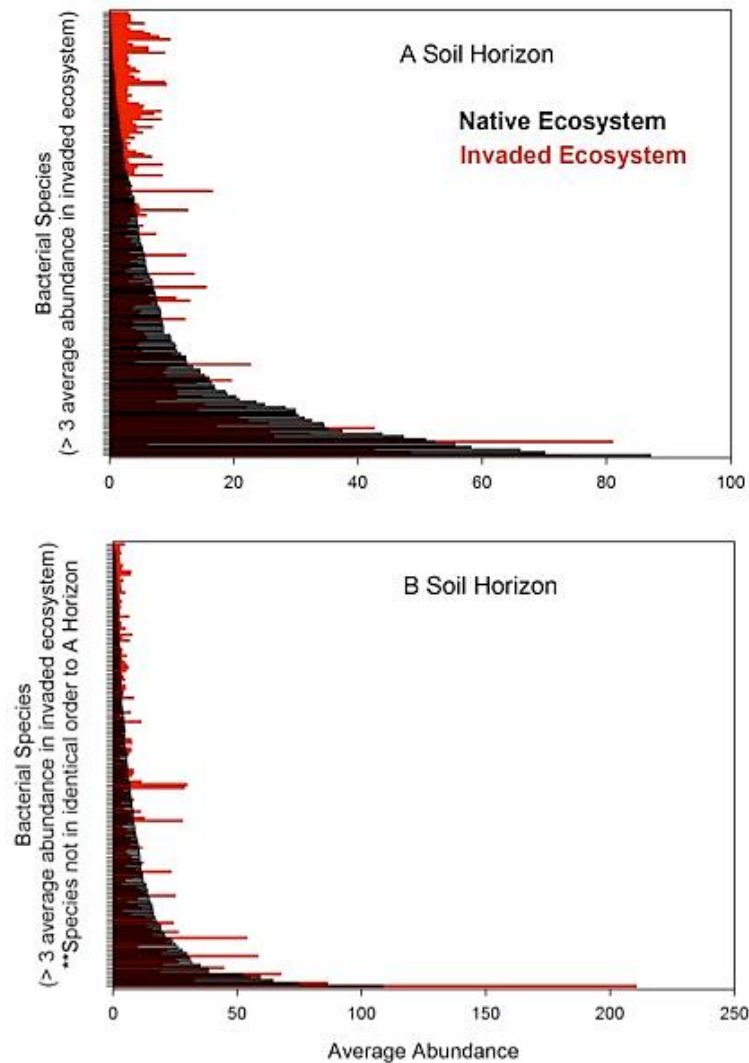 Bacterial Species
(> 3 average abundance in invaded ecosystem)
A Soil Horizon
Native Ecosystem
Invaded Ecosystem
0 20 40 60 80 100
Bacterial Species
(> 3 average abundance in invaded ecosystem)
**Species not in identical order to A Horizon
B Soil Horizon
0 50 100 150 200 250
Average Abundance